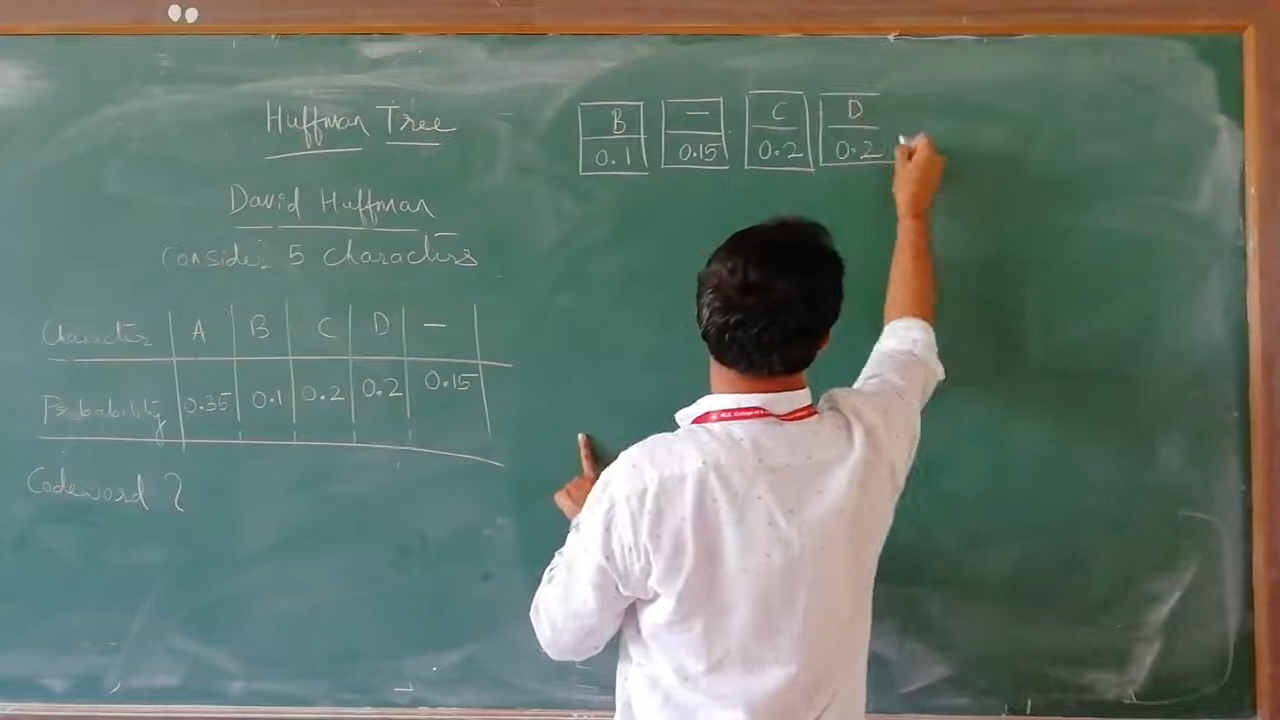 Huffman Tree
David Huffman
Consider 5 characters
Character A B C D —
Probability 0.35 0.1 0.2 0.2 0.15
Codeword ?
B — C D
0.1 0.15 0.2 0.2